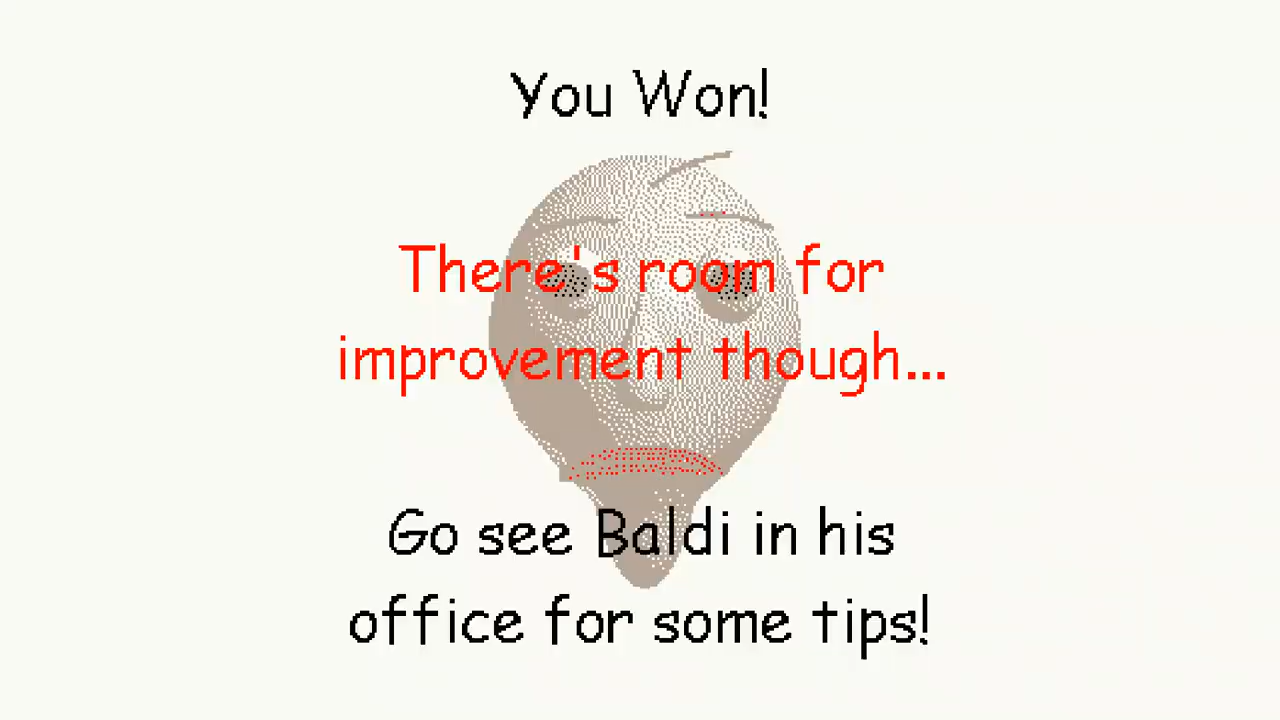 You Won!
There's room for
improvement though...
Go see Baldi in his
office for some tips!